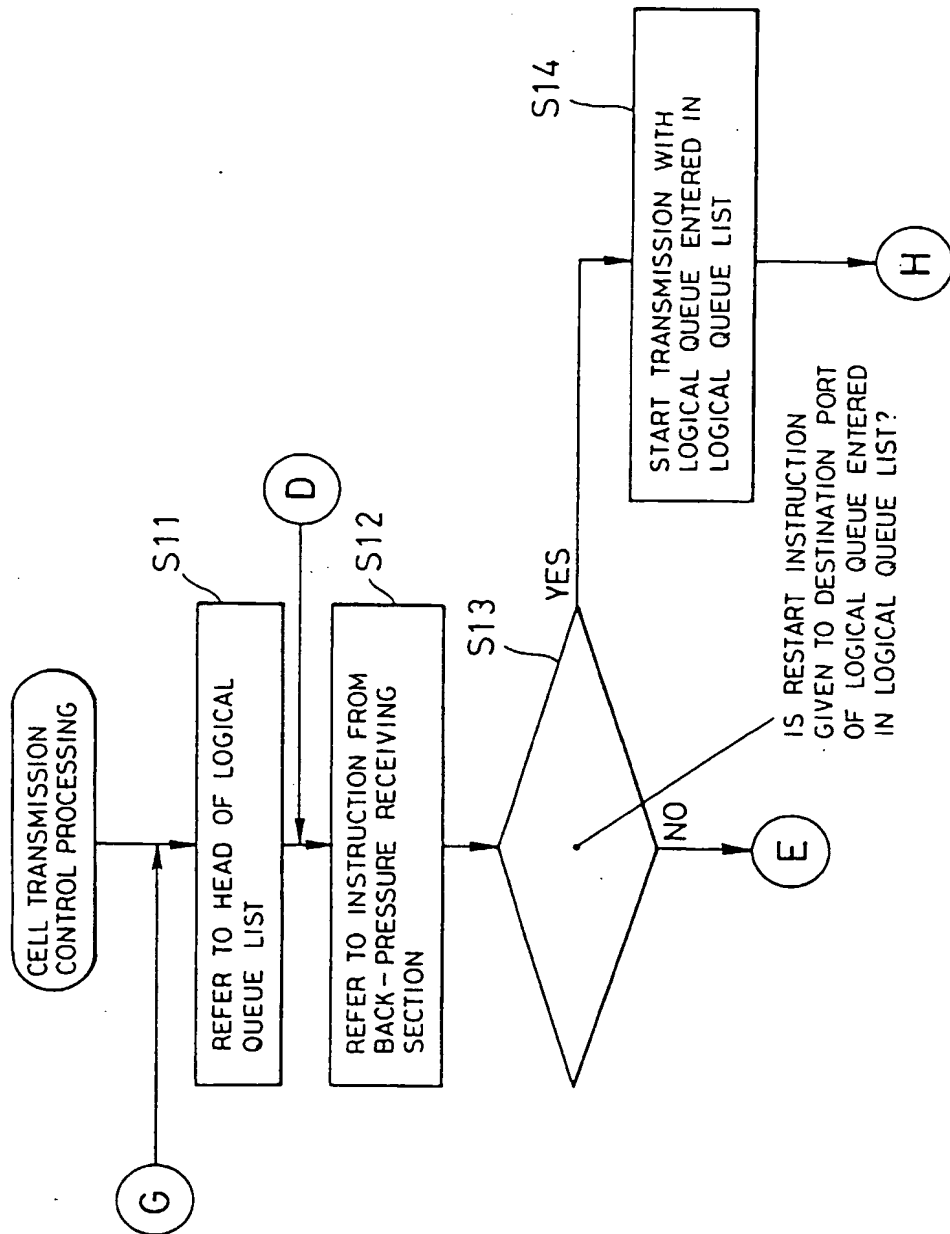 CELL TRANSMISSION
CONTROL PROCESSING
G
S11
REFER TO HEAD OF LOGICAL
QUEUE LIST
D
S12
REFER TO INSTRUCTION FROM
BACK-PRESSURE RECEIVING
SECTION
S13
YES
NO
E
IS RESTART INSTRUCTION
GIVEN TO DESTINATION PORT
OF LOGICAL QUEUE ENTERED
IN LOGICAL QUEUE LIST?
S14
START TRANSMISSION WITH
LOGICAL QUEUE ENTERED IN
LOGICAL QUEUE LIST
H